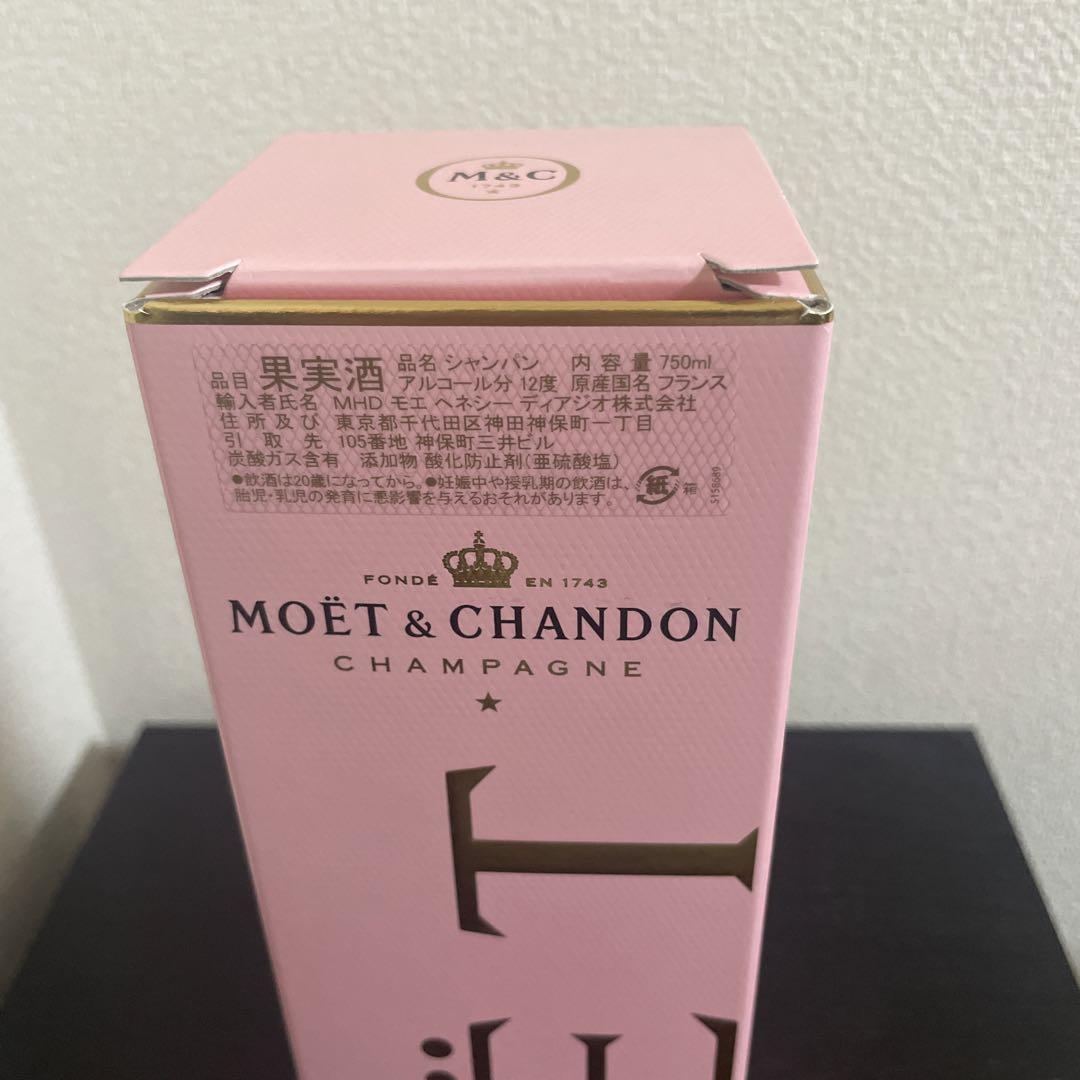 M&C
1743
品目 果実酒 品名 シャンパン 内容量 750ml
アルコール分 12度 原産国名 フランス
輸入者氏名 MHD モエ ヘネシー ディアジオ株式会社
住所及び 東京都千代田区神田神保町一丁目
引取先 105番地 神保町三井ビル
炭酸ガス含有 添加物 酸化防止剤(亜硫酸塩)
●飲酒は20歳になってから。●妊娠中や授乳期の飲酒は、
胎児・乳児の発育に悪影響を与えるおそれがあります。
紙 箱
5158689
FONDÉ EN 1743
MOËT & CHANDON
CHAMPAGNE
ËT